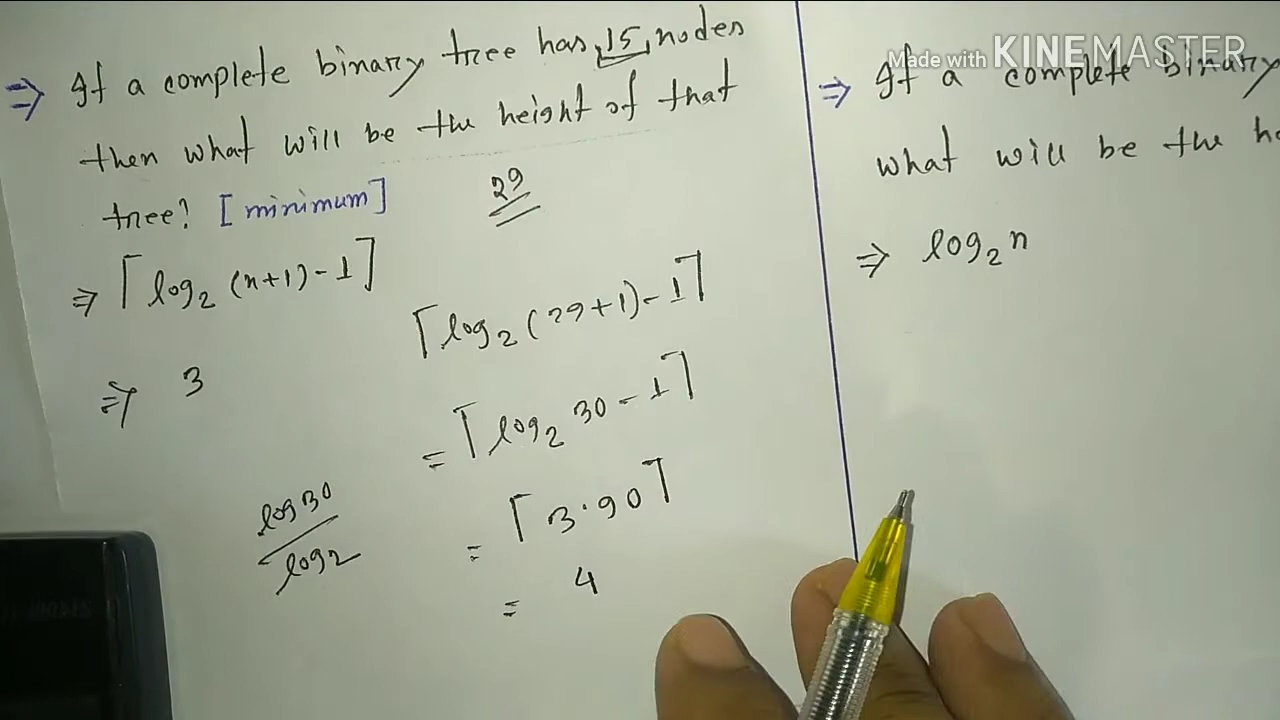 Made with KINEMASTER
⇒ If a complete binary tree has 15 nodes
then what will be the height of that
tree? [minimum]
29
⇒ ⌈log₂ (n+1) - 1⌉
⇒ 3
⌈log₂ (29+1) - 1⌉
= ⌈log₂ 30 - 1⌉
= ⌈3.90⌉
= 4
log 30
log 2
⇒ If a complete binary
what will be the
⇒ log₂ n